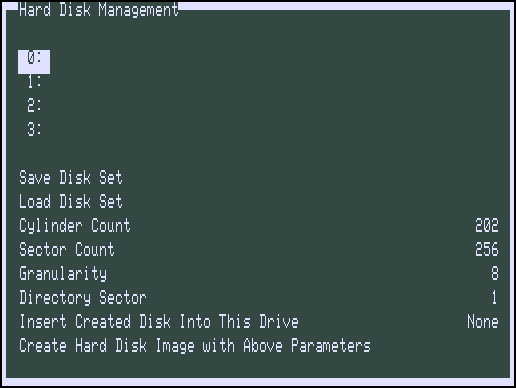 Hard Disk Management
0:
1:
2:
3:
Save Disk Set
Load Disk Set
Cylinder Count 202
Sector Count 256
Granularity 8
Directory Sector 1
Insert Created Disk Into This Drive None
Create Hard Disk Image with Above Parameters